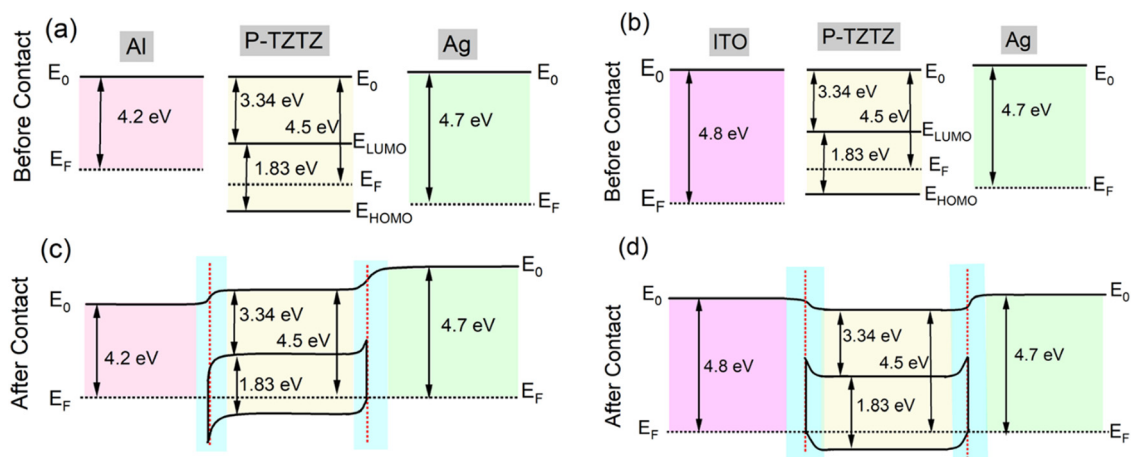 (a)
Al
P-TZTZ
Ag
Before Contact
E0
E0
E0
3.34 eV
4.2 eV
4.5 eV
4.7 eV
ELUMO
EF
1.83 eV
EF
EF
EHOMO
(b)
ITO
P-TZTZ
Ag
Before Contact
E0
E0
E0
3.34 eV
4.5 eV
4.8 eV
4.7 eV
ELUMO
1.83 eV
EF
EF
EHOMO
EF
(c)
After Contact
E0
E0
3.34 eV
4.7 eV
4.5 eV
4.2 eV
1.83 eV
EF
(d)
After Contact
E0
E0
3.34 eV
4.5 eV
4.8 eV
4.7 eV
1.83 eV
EF
EF